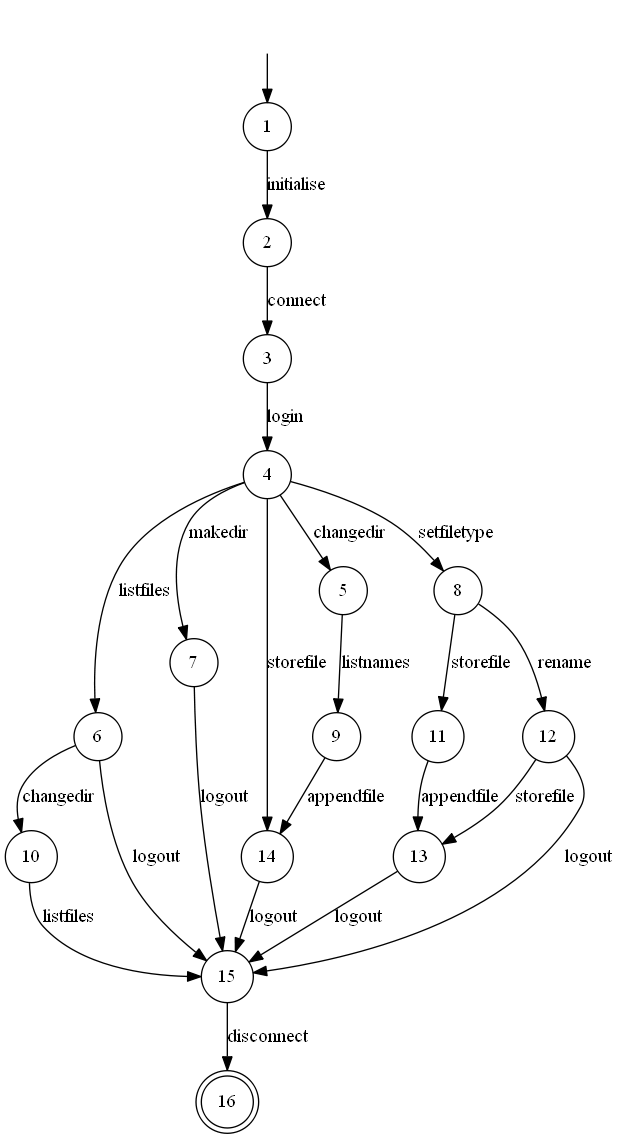 1
initialise
2
connect
3
login
4
makedir
changedir
setfiletype
listfiles
5
8
7
storefile
listnames
storefile
rename
6
9
11
12
changedir
logout
appendfile
appendfile
storefile
10
logout
14
13
logout
listfiles
logout
logout
15
disconnect
16